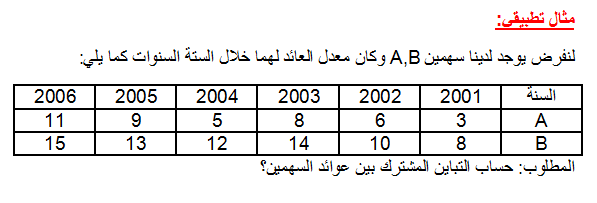 مثال تطبيقي:
لنفرض يوجد لدينا سهمين A,B وكان معدل العائد لهما خلال الستة السنوات كما يلي:
السنة 2001 2002 2003 2004 2005 2006
A 3 6 8 5 9 11
B 8 10 14 12 13 15
المطلوب: حساب التباين المشترك بين عوائد السهمين؟